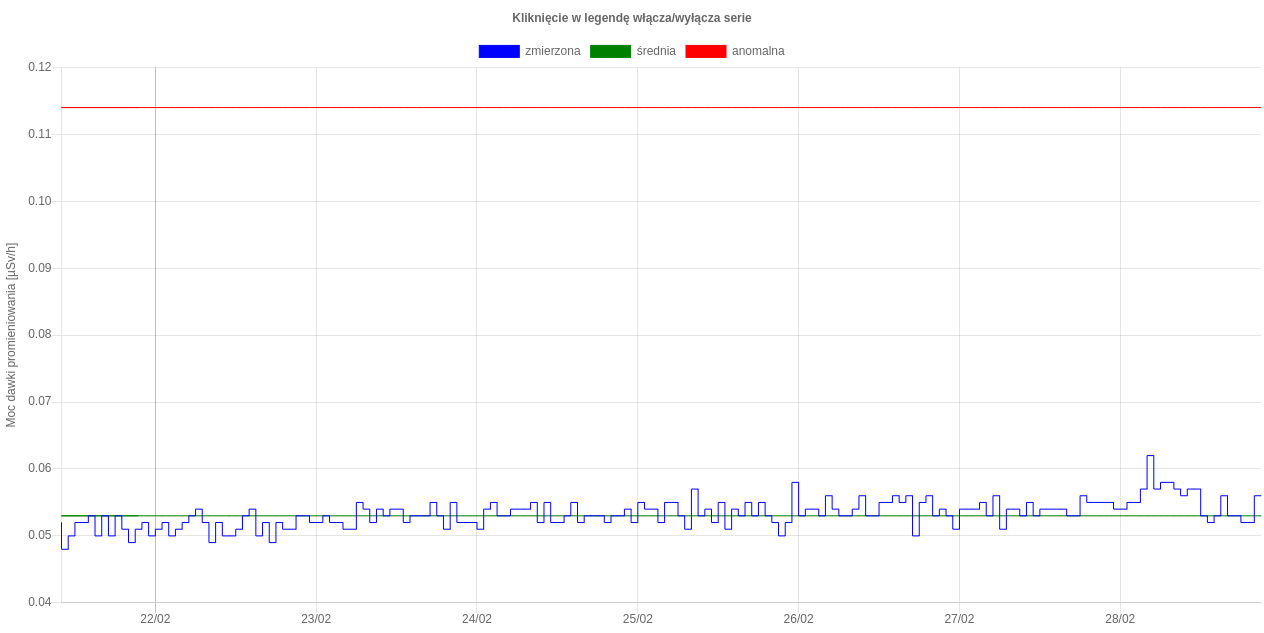 Kliknięcie w legendę włącza/wyłącza serie
zmierzona średnia anomalna
Moc dawki promieniowania [µSv/h]
0.12
0.11
0.10
0.09
0.08
0.07
0.06
0.05
0.04
22/02 23/02 24/02 25/02 26/02 27/02 28/02